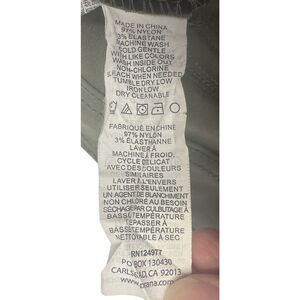 MADE IN CHINA
97% NYLON
3% ELASTANE
MACHINE WASH
COLD GENTLE
WITH LIKE COLORS
WASH INSIDE OUT
NON-CHLORINE
BLEACH WHEN NEEDED
TUMBLE DRY LOW
IRON LOW
DRY CLEANABLE
FABRIQUÉ EN CHINE
97% NYLON
3% ÉLASTHANNE
LAVER À
MACHINE À FROID,
CYCLE DÉLICAT
AVEC DES COULEURS
SIMILAIRES
LAVER À L'ENVERS
UTILISER SEULEMENT
UN AGENT DE BLANCHIMENT
NON CHLORÉ AU BESOIN
SÉCHAGE PAR CULBUTAGE À
BASSE TEMPÉRATURE
REPASSER À
BASSE TEMPÉRATURE
NETTOYABLE À SEC
RN124977
PO BOX 130430
CARLSBAD, CA 92013
www.prana.com